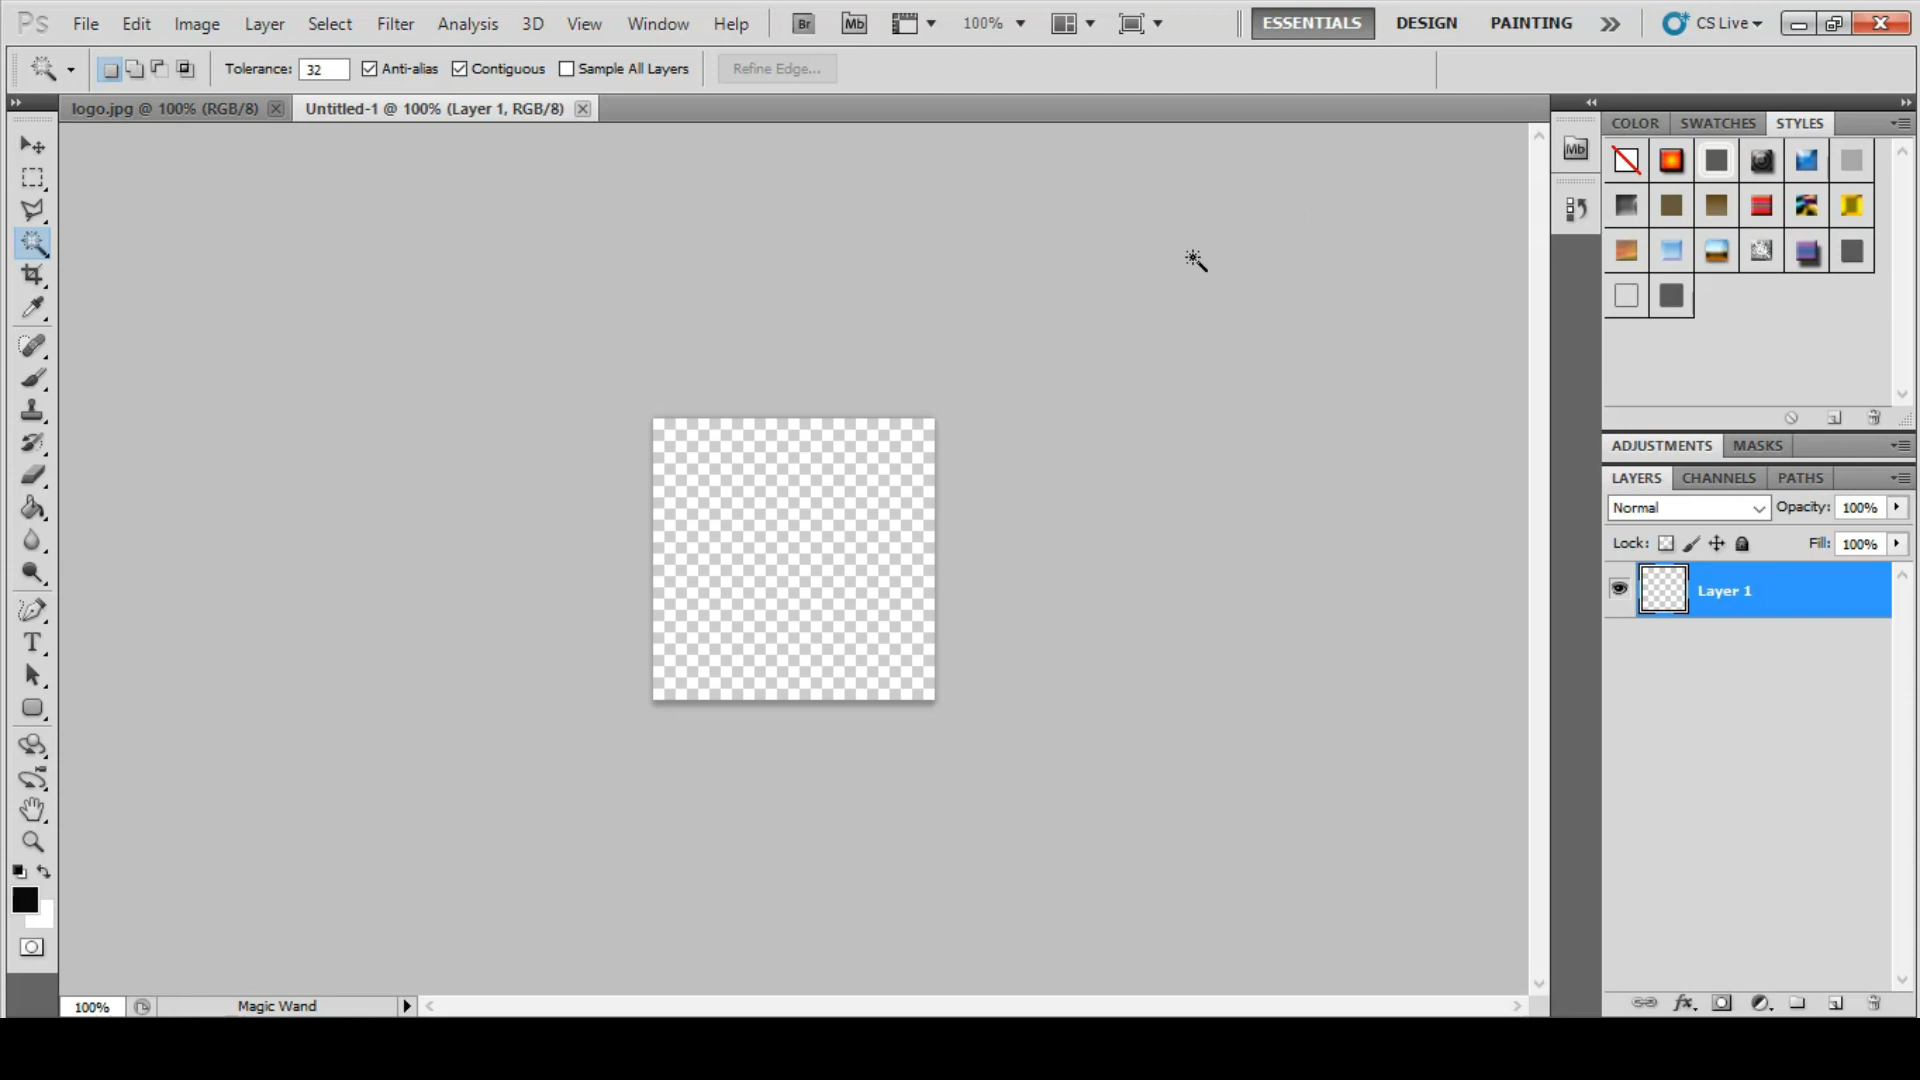 Ps File Edit Image Layer Select Filter Analysis 3D View Window Help Br Mb 100% ESSENTIALS DESIGN PAINTING CS Live
Tolerance: 32 Anti-alias Contiguous Sample All Layers Refine Edge...
logo.jpg @ 100% (RGB/8) Untitled-1 @ 100% (Layer 1, RGB/8)
COLOR SWATCHES STYLES
Mb
ADJUSTMENTS MASKS
LAYERS CHANNELS PATHS
Normal Opacity: 100%
Lock: Fill: 100%
Layer 1
T
100% Magic Wand
fx